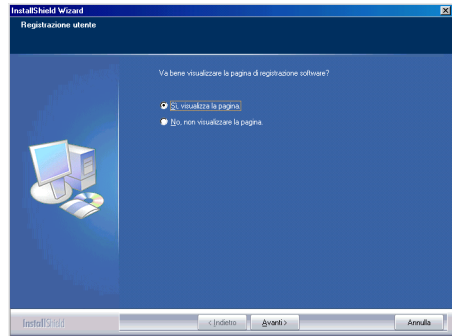 InstallShield Wizard
Registrazione utente
Va bene visualizzare la pagina di registrazione software?
Sì, visualizza la pagina.
No, non visualizzare la pagina.
InstallShield
< Indietro
Avanti >
Annulla